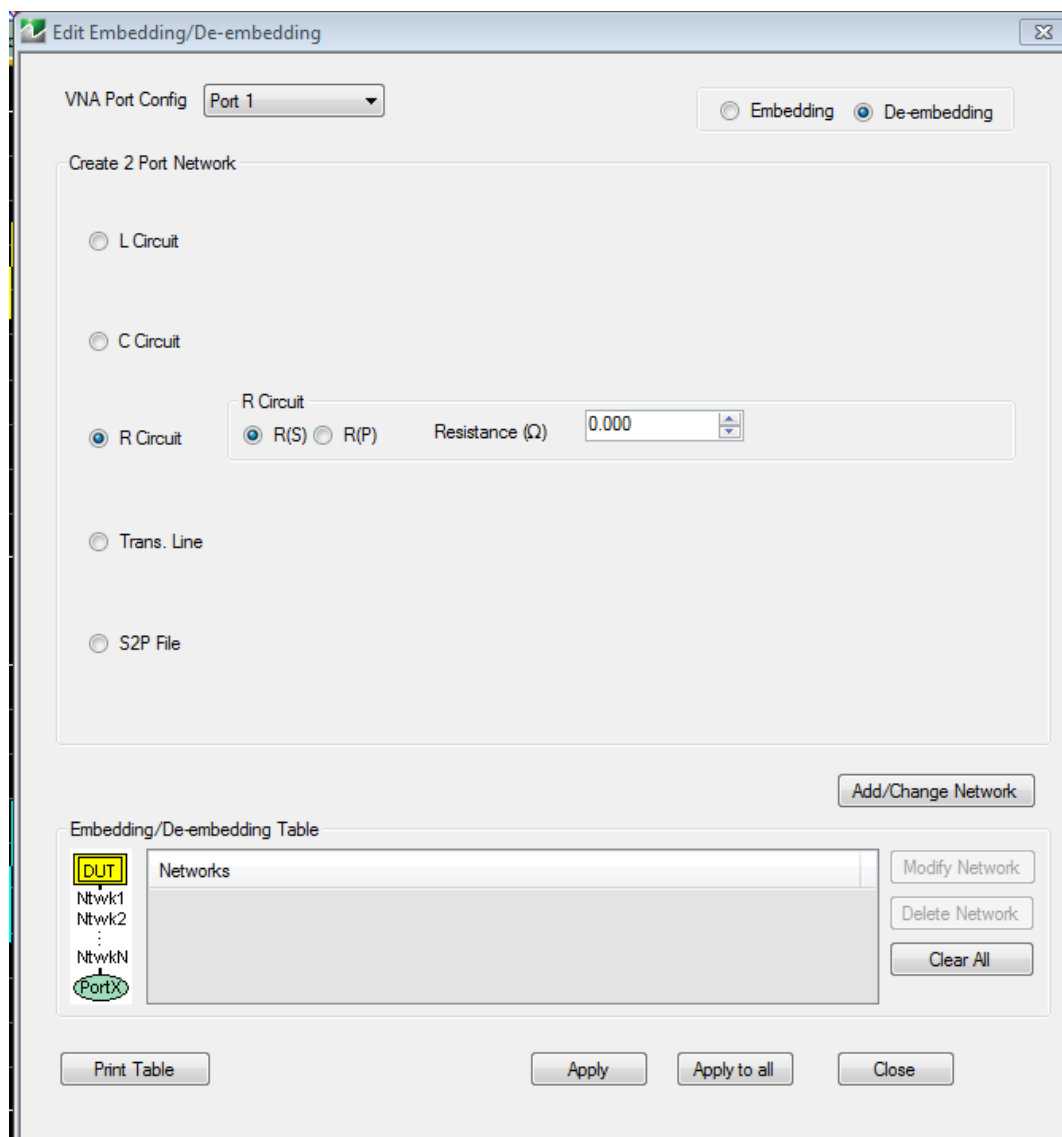 Edit Embedding/De-embedding
VNA Port Config Port 1
Embedding De-embedding
Create 2 Port Network
L Circuit
C Circuit
R Circuit
R Circuit R(S) R(P) Resistance (Ω) 0.000
Trans. Line
S2P File
Add/Change Network
Embedding/De-embedding Table
DUT
Ntwk1
Ntwk2
:
NtwkN
PortX
Networks
Modify Network
Delete Network
Clear All
Print Table Apply Apply to all Close